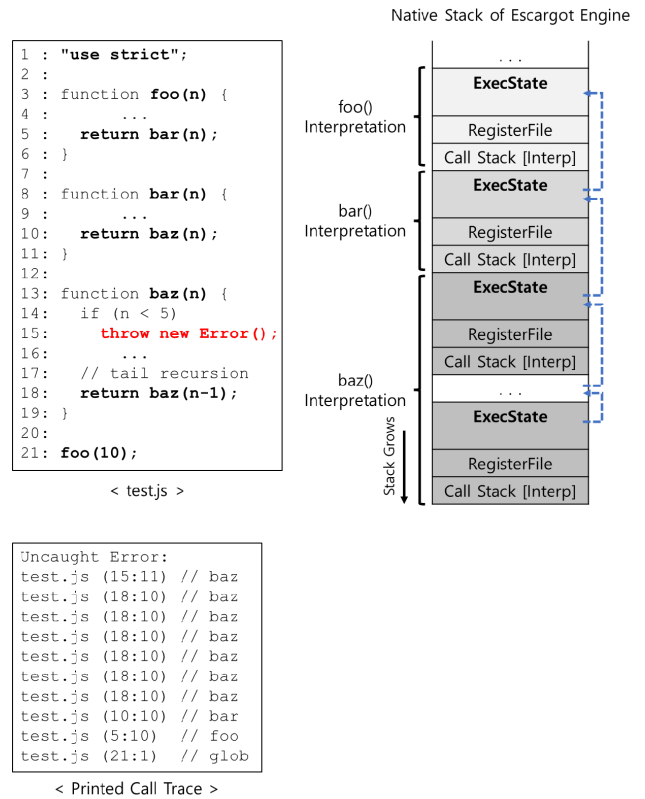 Native Stack of Escargot Engine
1 : "use strict";
2 :
3 : function foo(n) {
4 :       ...
5 :   return bar(n);
6 : }
7 :
8 : function bar(n) {
9 :       ...
10:   return baz(n);
11: }
12:
13: function baz(n) {
14:   if (n < 5)
15:     throw new Error();
16:       ...
17:   // tail recursion
18:   return baz(n-1);
19: }
20:
21: foo(10);
< test.js >
. . .
foo()
Interpretation
ExecState
RegisterFile
Call Stack [Interp]
bar()
Interpretation
ExecState
RegisterFile
Call Stack [Interp]
baz()
Interpretation
ExecState
RegisterFile
Call Stack [Interp]
. . .
ExecState
RegisterFile
Call Stack [Interp]
Stack Grows
Uncaught Error:
test.js (15:11) // baz
test.js (18:10) // baz
test.js (18:10) // baz
test.js (18:10) // baz
test.js (18:10) // baz
test.js (18:10) // baz
test.js (18:10) // baz
test.js (10:10) // bar
test.js (5:10)  // foo
test.js (21:1)  // glob
< Printed Call Trace >